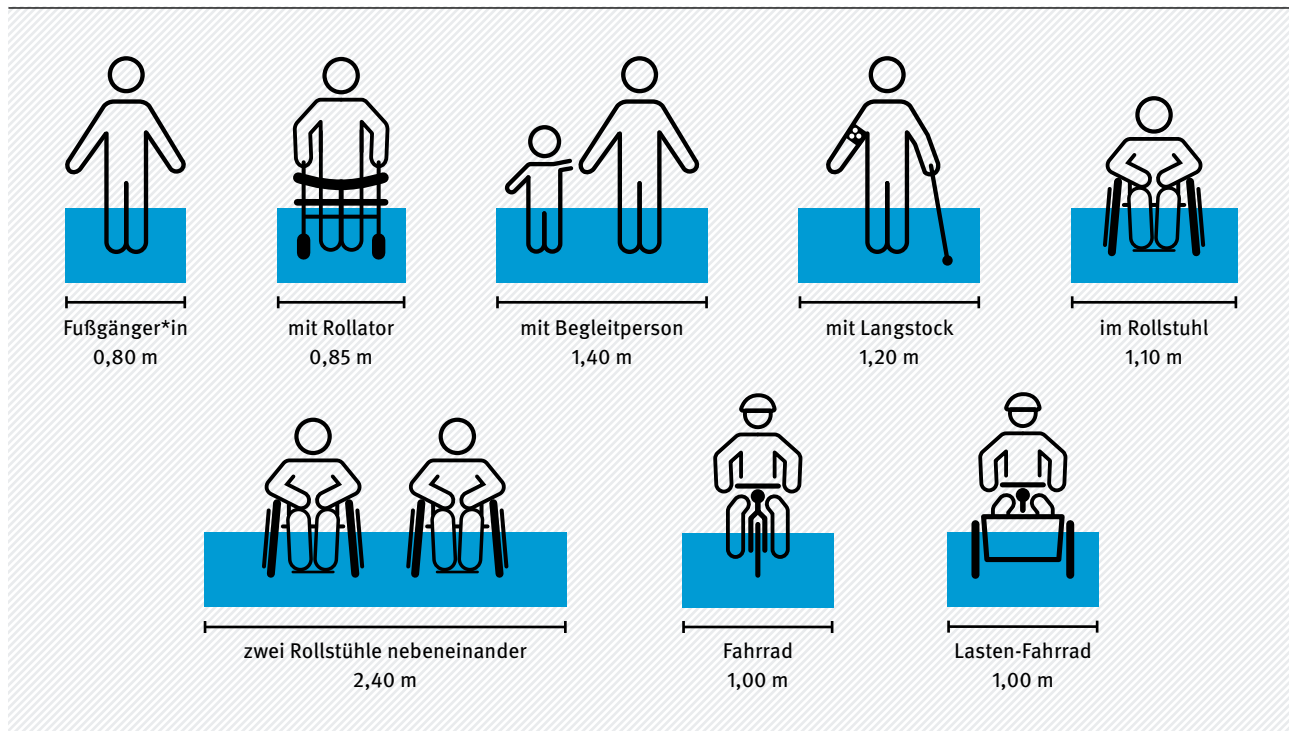 Fußgänger*in
0,80 m
mit Rollator
0,85 m
mit Begleitperson
1,40 m
mit Langstock
1,20 m
im Rollstuhl
1,10 m
zwei Rollstühle nebeneinander
2,40 m
Fahrrad
1,00 m
Lasten-Fahrrad
1,00 m